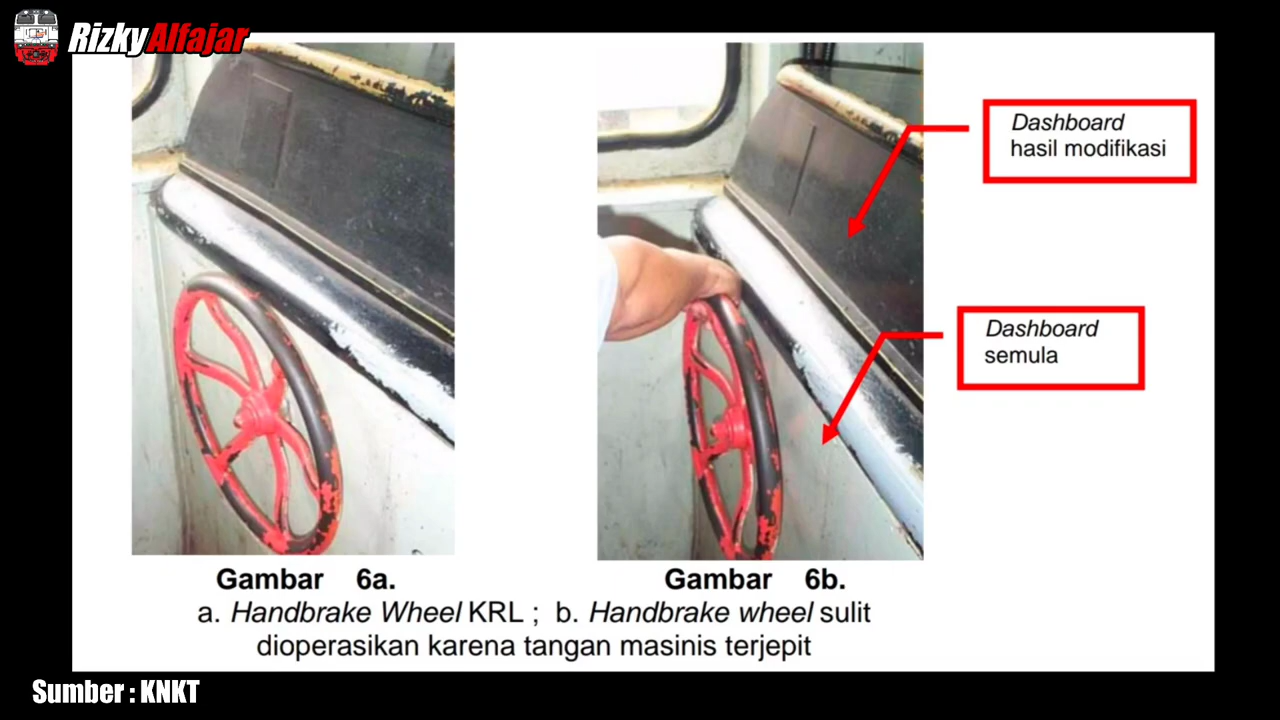 RizkyAlfajar
Dashboard
hasil modifikasi
Dashboard
semula
Gambar 6a.
Gambar 6b.
a. Handbrake Wheel KRL ; b. Handbrake wheel sulit
dioperasikan karena tangan masinis terjepit
Sumber : KNKT